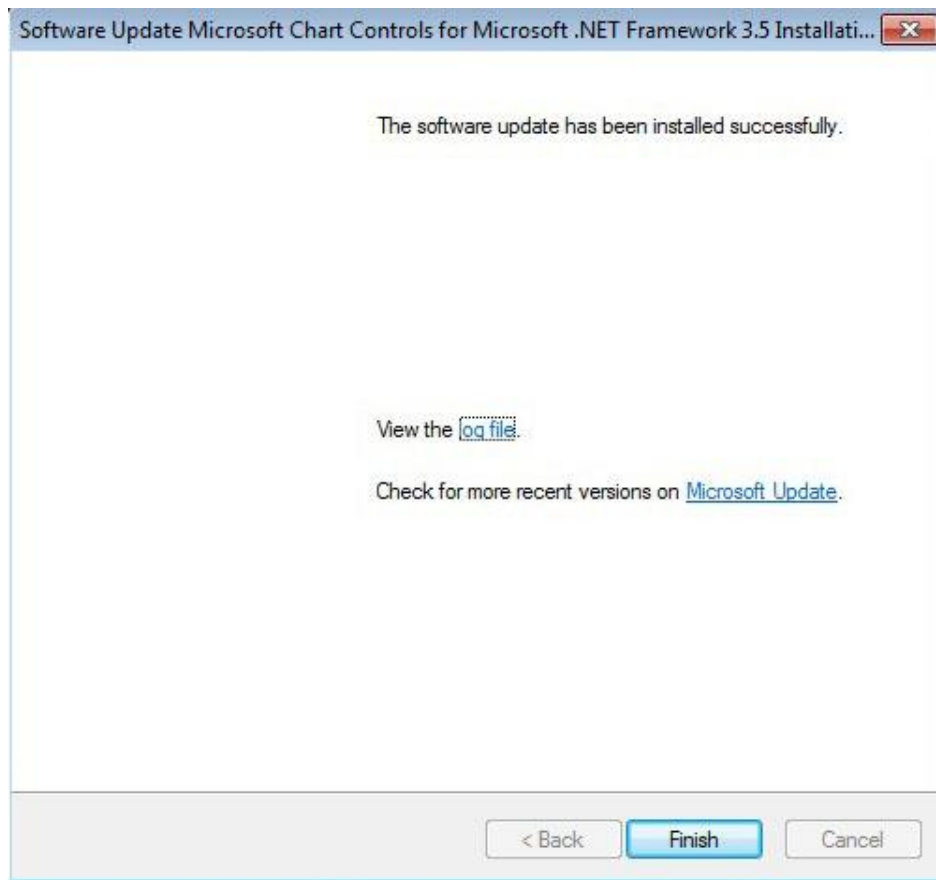 Software Update Microsoft Chart Controls for Microsoft .NET Framework 3.5 Installati...
The software update has been installed successfully.
View the log file.
Check for more recent versions on Microsoft Update.
< Back Finish Cancel